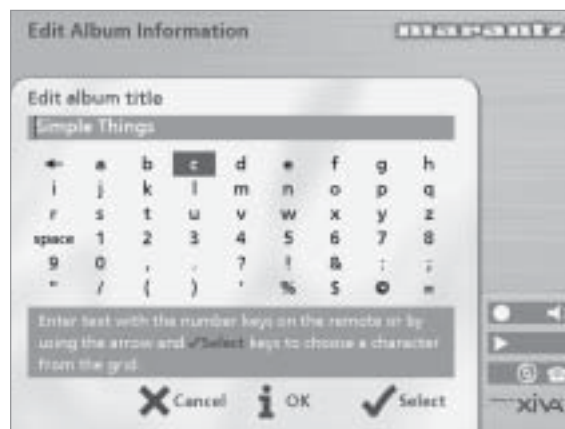 Edit Album Information marantz
Edit album title
Simple Things
← a b c d e f g h
i j k l m n o p q
r s t u v w x y z
space 1 2 3 4 5 6 7 8
9 0 , . ? ! & : ;
" / ( ) ' % $ @ =
Enter text with the number keys on the remote or by
using the arrow and ✓Select keys to choose a character
from the grid.
Cancel i OK Select
xiva